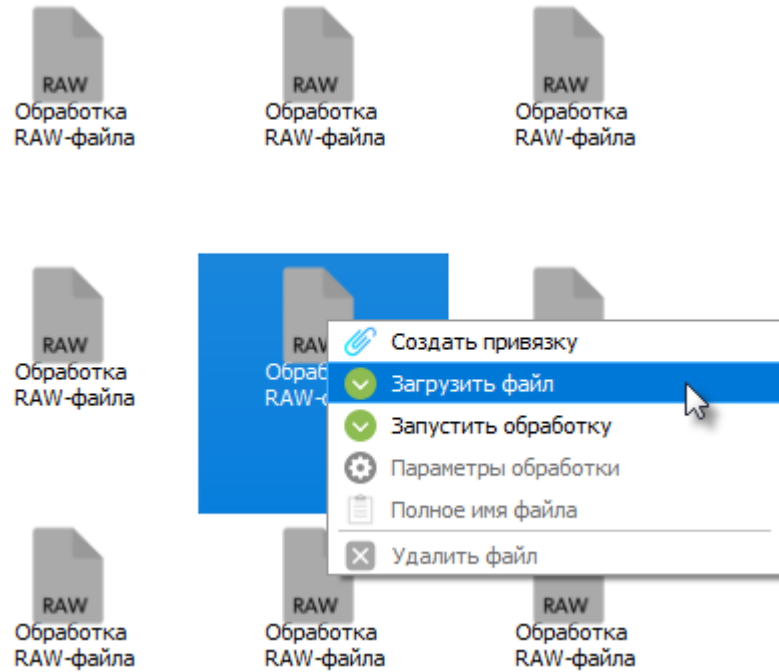 RAW
Обработка
RAW-файла
RAW
Обработка
RAW-файла
RAW
Обработка
RAW-файла
RAW
Обработка
RAW-файла
Создать привязку
Загрузить файл
Запустить обработку
Параметры обработки
Полное имя файла
Удалить файл
RAW
Обработка
RAW-файла
RAW
Обработка
RAW-файла
RAW
Обработка
RAW-файла